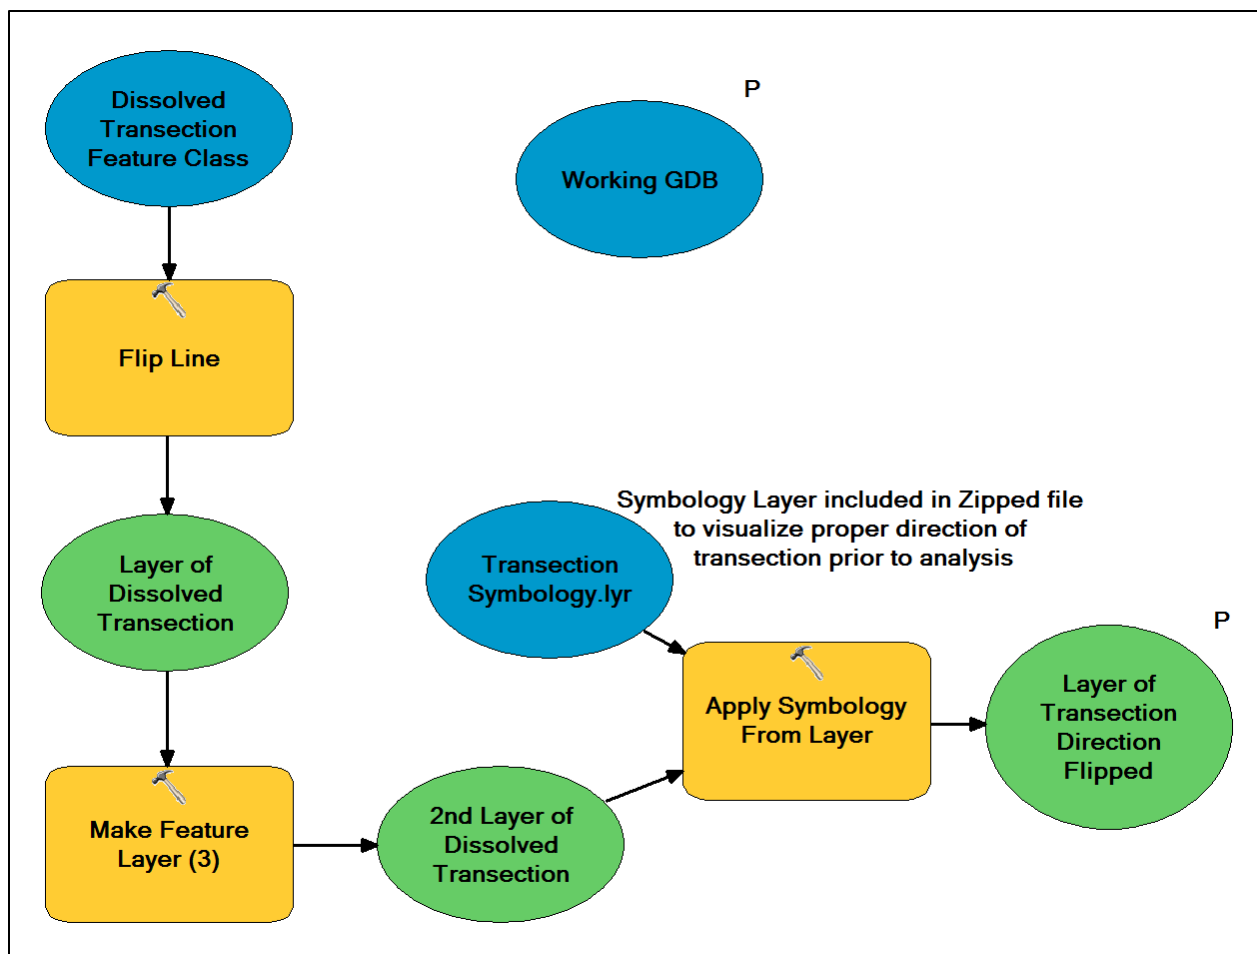 Dissolved
Transection
Feature Class
P
Working GDB
Flip Line
Symbology Layer included in Zipped file
to visualize proper direction of
transection prior to analysis
Layer of
Dissolved
Transection
Transection
Symbology.lyr
P
Apply Symbology
From Layer
Layer of
Transection
Direction
Flipped
Make Feature
Layer (3)
2nd Layer of
Dissolved
Transection